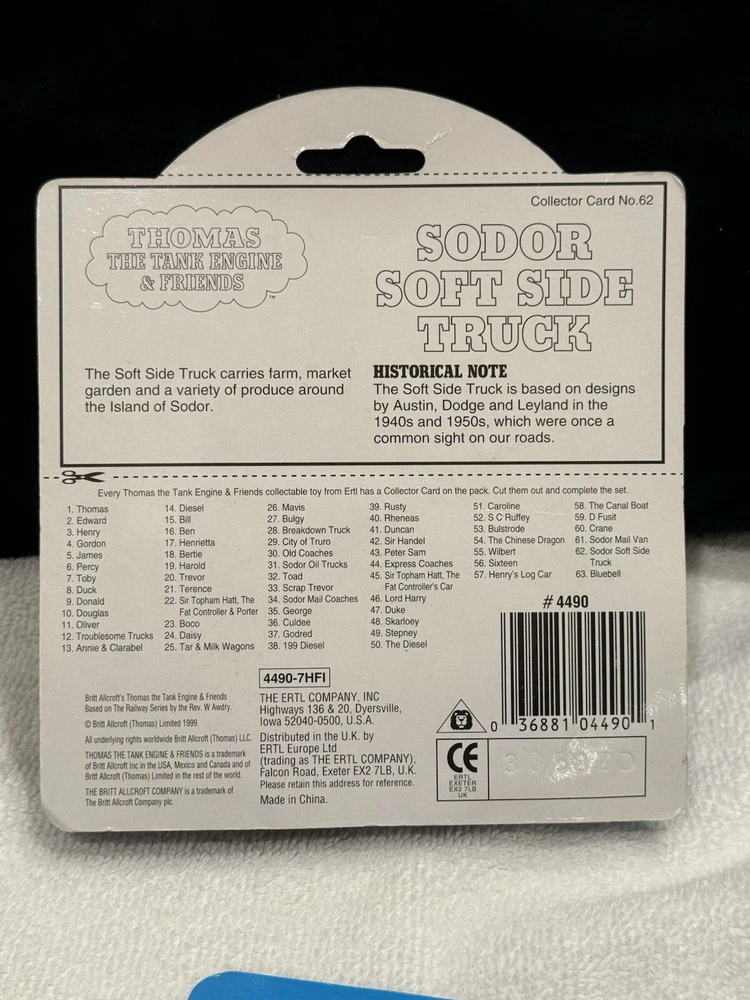 Collector Card No.62
THOMAS
THE TANK ENGINE
& FRIENDS
™
SODOR
SOFT SIDE
TRUCK
The Soft Side Truck carries farm, market
garden and a variety of produce around
the Island of Sodor.
HISTORICAL NOTE
The Soft Side Truck is based on designs
by Austin, Dodge and Leyland in the
1940s and 1950s, which were once a
common sight on our roads.
Every Thomas the Tank Engine & Friends collectable toy from Ertl has a Collector Card on the pack. Cut them out and complete the set.
1. Thomas
2. Edward
3. Henry
4. Gordon
5. James
6. Percy
7. Toby
8. Duck
9. Donald
10. Douglas
11. Oliver
12. Troublesome Trucks
13. Annie & Clarabel
14. Diesel
15. Bill
16. Ben
17. Henrietta
18. Bertie
19. Harold
20. Trevor
21. Terence
22. Sir Topham Hatt, The
Fat Controller & Porter
23. Boco
24. Daisy
25. Tar & Milk Wagons
26. Mavis
27. Bulgy
28. Breakdown Truck
29. City of Truro
30. Old Coaches
31. Sodor Oil Trucks
32. Toad
33. Scrap Trevor
34. Sodor Mail Coaches
35. George
36. Culdee
37. Godred
38. 199 Diesel
39. Rusty
40. Rheneas
41. Duncan
42. Sir Handel
43. Peter Sam
44. Express Coaches
45. Sir Topham Hatt, The
Fat Controller's Car
46. Lord Harry
47. Duke
48. Skarloey
49. Stepney
50. The Diesel
51. Caroline
52. S C Ruffey
53. Bulstrode
54. The Chinese Dragon
55. Wilbert
56. Sixteen
57. Henry's Log Car
58. The Canal Boat
59. D Fusit
60. Crane
61. Sodor Mail Van
62. Sodor Soft Side
Truck
63. Bluebell
#4490
0 36881 04490 1
4490-7HFI
Britt Allcroft's Thomas the Tank Engine & Friends
Based on The Railway Series by the Rev. W Awdry.
© Britt Allcroft (Thomas) Limited 1999.
All underlying rights worldwide Britt Allcroft (Thomas) LLC.
THOMAS THE TANK ENGINE & FRIENDS is a trademark
of Britt Allcroft Inc in the USA, Mexico and Canada and of
Britt Allcroft (Thomas) Limited in the rest of the world.
THE BRITT ALLCROFT COMPANY is a trademark of
The Britt Allcroft Company plc.
THE ERTL COMPANY, INC
Highways 136 & 20, Dyersville,
Iowa 52040-0500, U.S.A.
Distributed in the U.K. by
ERTL Europe Ltd
(trading as THE ERTL COMPANY),
Falcon Road, Exeter EX2 7LB, U.K.
Please retain this address for reference.
Made in China.
CE
ERTL
EXETER
EX2 7LB
UK